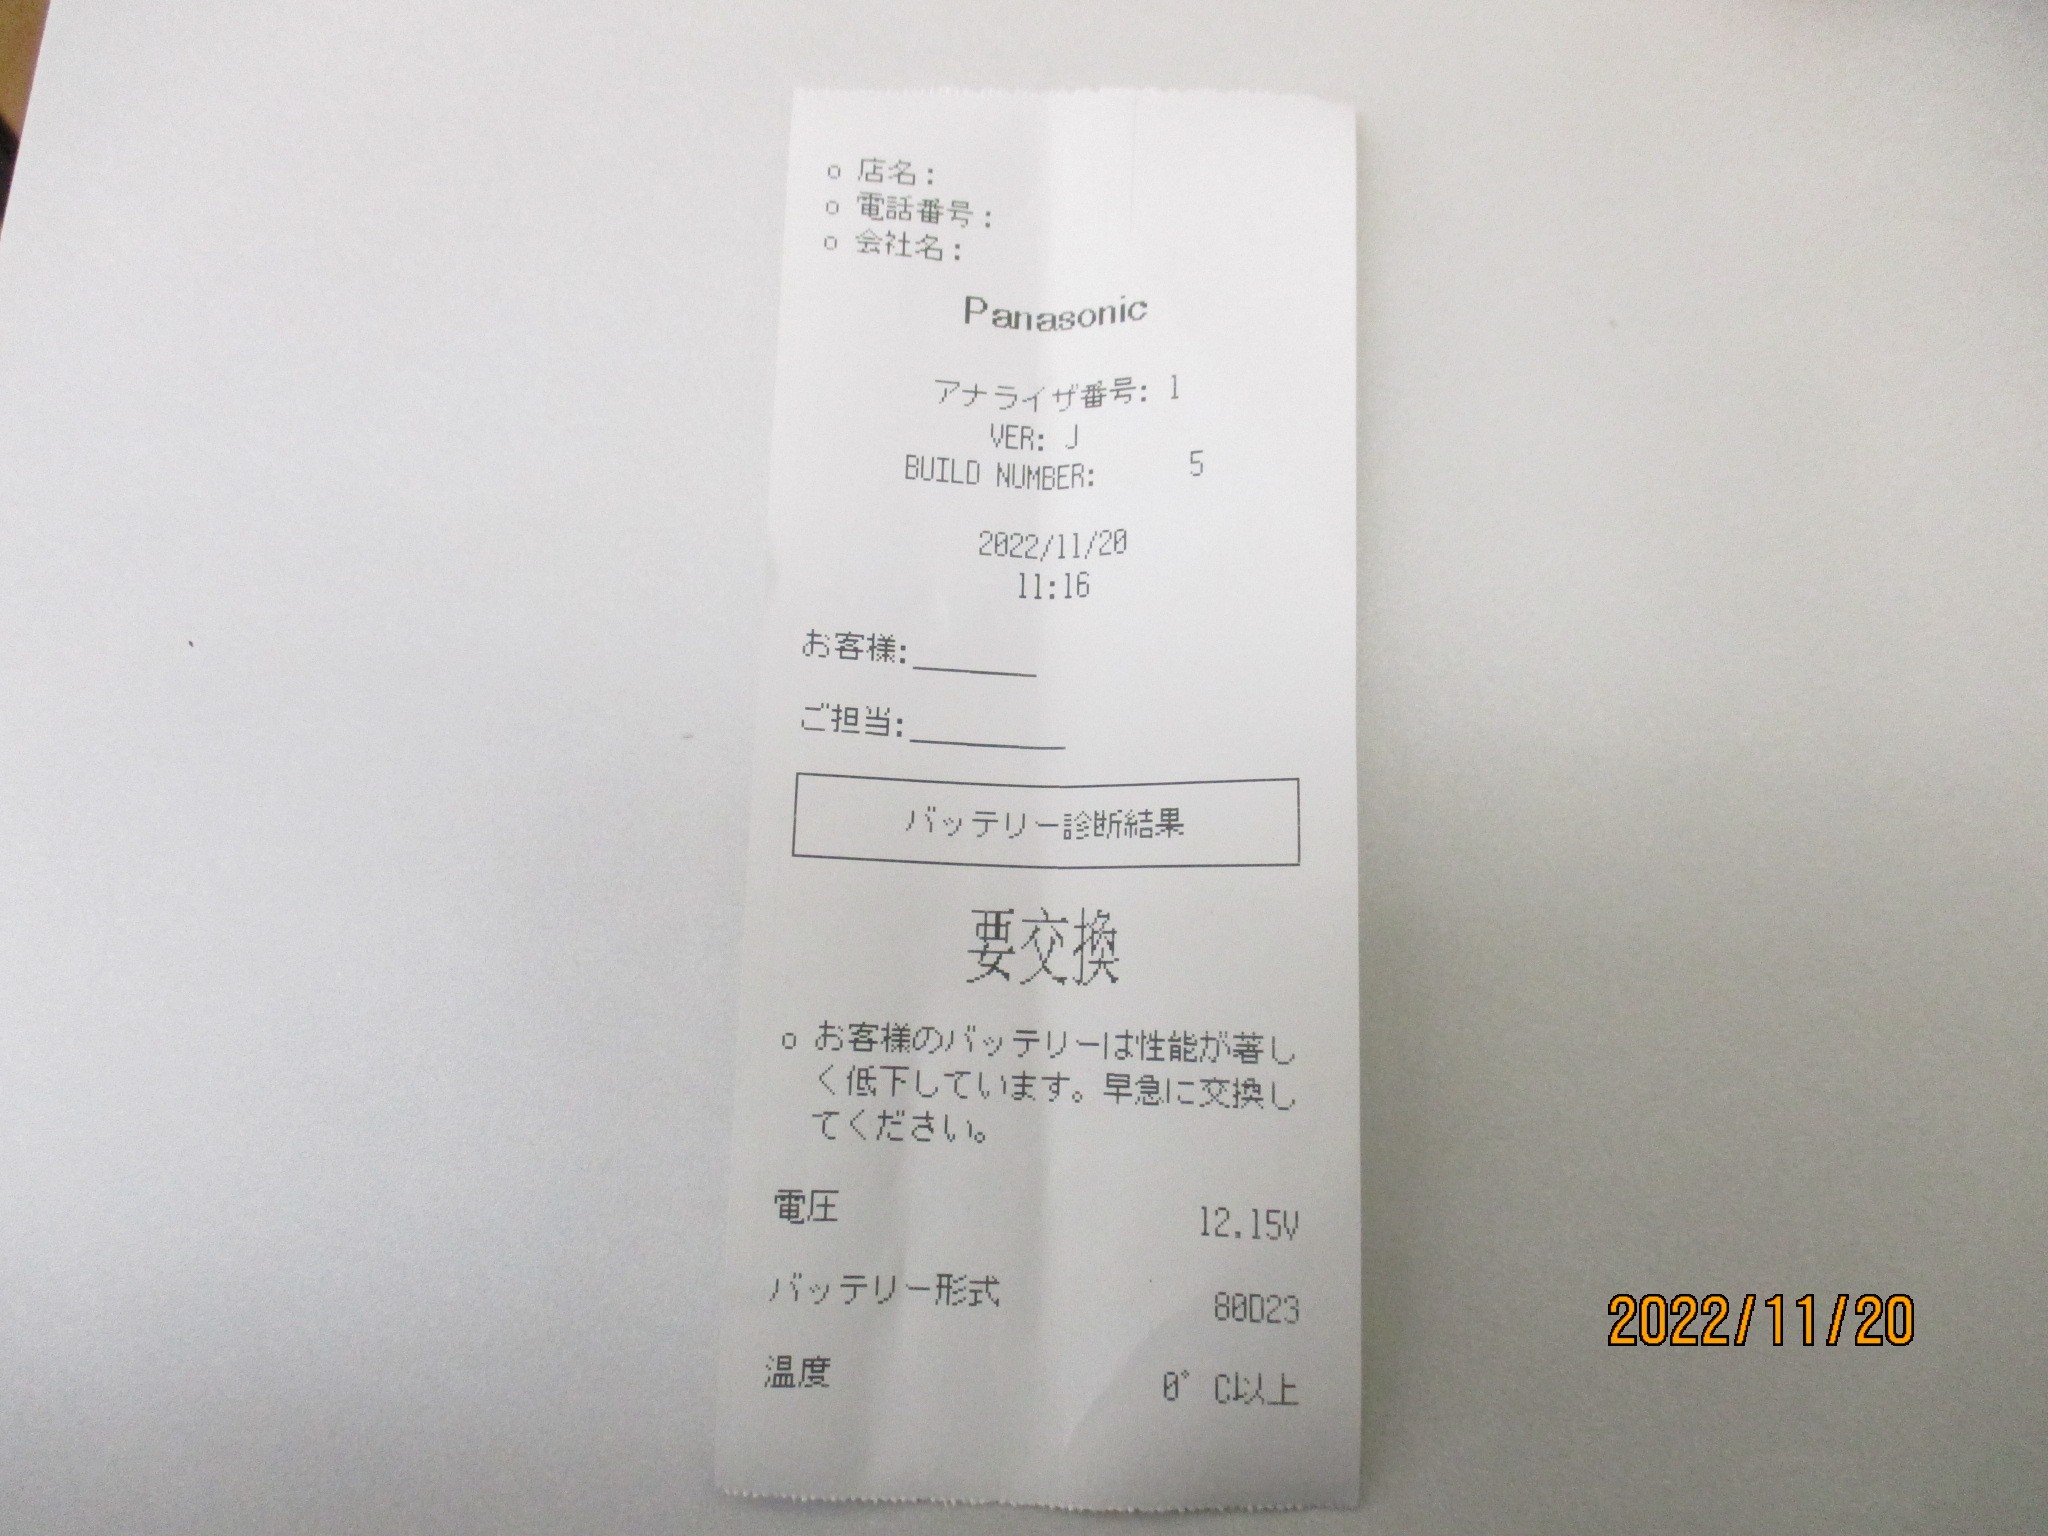 o 店名:
o 電話番号:
o 会社名:
Panasonic
アナライザ番号: 1
VER: J
BUILD NUMBER: 5
2022/11/20
11:16
お客様:________
ご担当:__________
バッテリー診断結果
要交換
o お客様のバッテリーは性能が著し
く低下しています。早急に交換し
てください。
電圧 12.15V
バッテリー形式 80D23
温度 0° C以上
2022/11/20